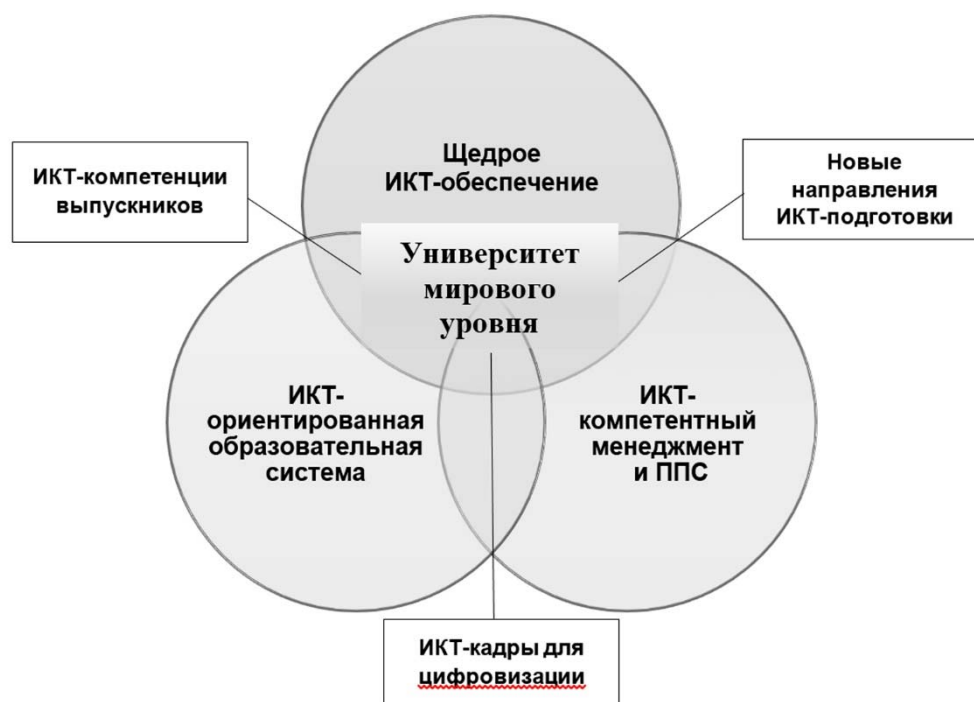 Щедрое
ИКТ-обеспечение
ИКТ-компетенции
выпускников
Новые
направления
ИКТ-подготовки
Университет
мирового
уровня
ИКТ-
ориентированная
образовательная
система
ИКТ-
компетентный
менеджмент
и ППС
ИКТ-кадры для
цифровизации